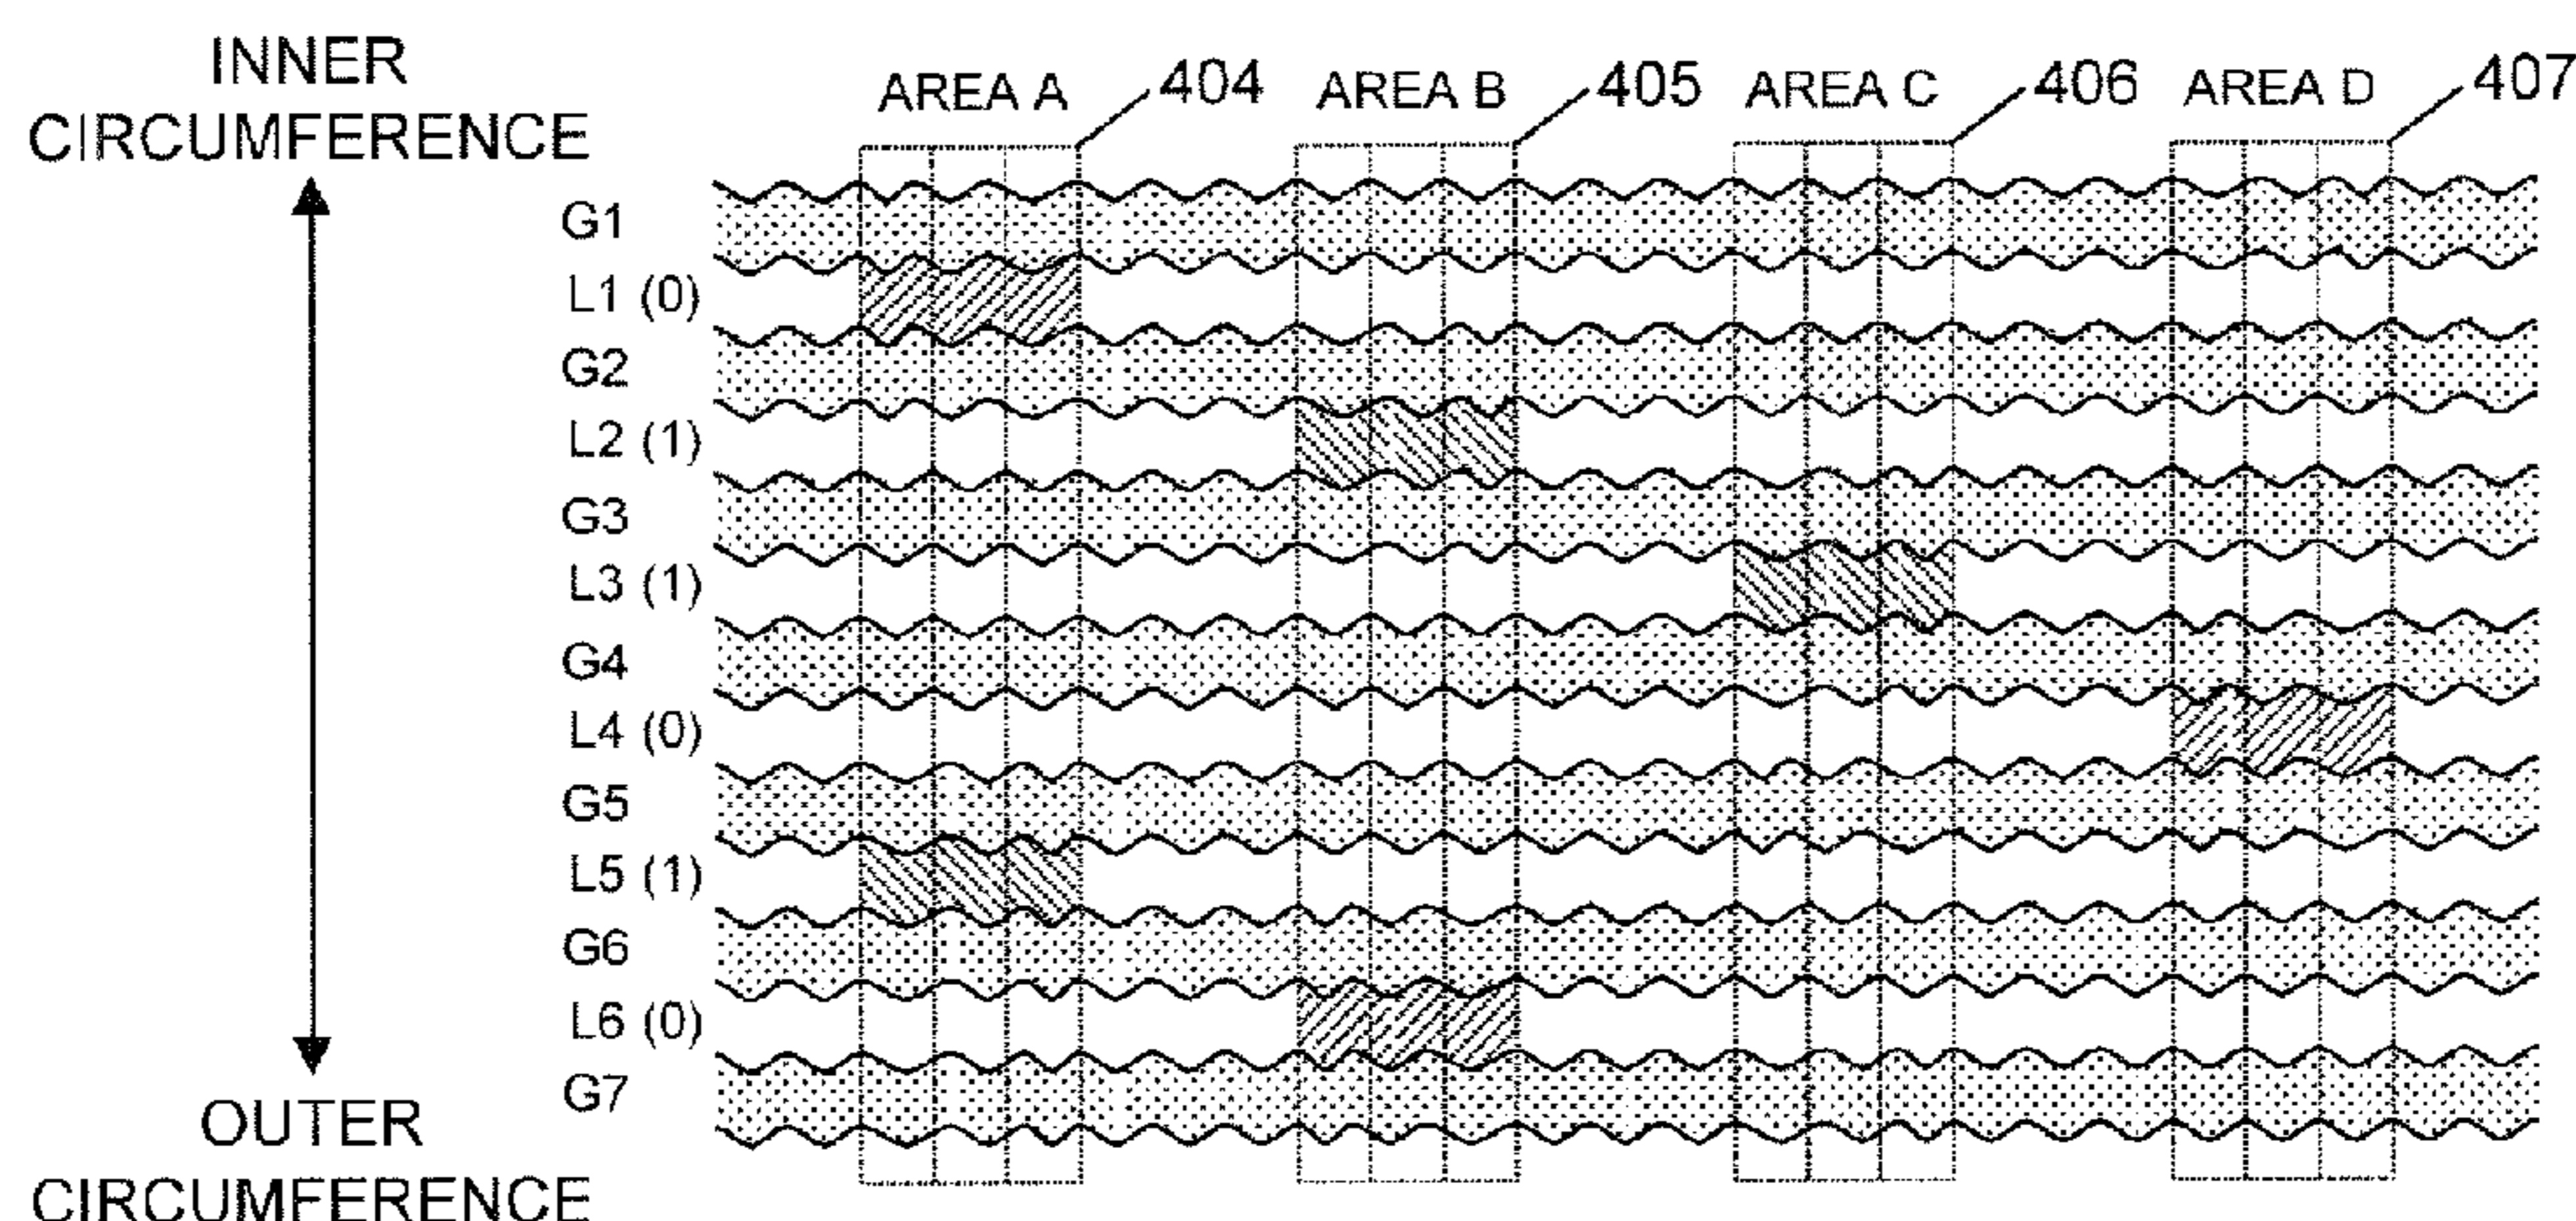 INNER
CIRCUMFERENCE
AREA A 404 AREA B 405 AREA C 406 AREA D 407
G1
L1 (0)
G2
L2 (1)
G3
L3 (1)
G4
L4 (0)
G5
L5 (1)
G6
L6 (0)
G7
OUTER
CIRCUMFERENCE